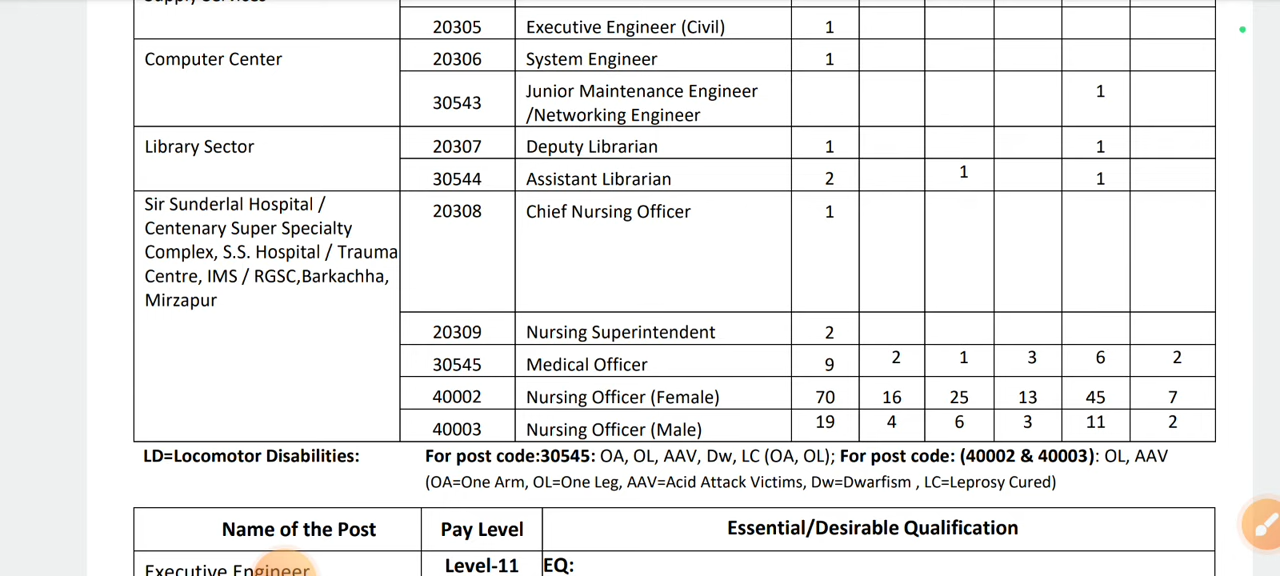 20305 Executive Engineer (Civil) 1
Computer Center 20306 System Engineer 1
30543 Junior Maintenance Engineer 1
/Networking Engineer
Library Sector 20307 Deputy Librarian 1 1
30544 Assistant Librarian 2 1 1
Sir Sunderlal Hospital / 20308 Chief Nursing Officer 1
Centenary Super Specialty
Complex, S.S. Hospital / Trauma
Centre, IMS / RGSC,Barkachha,
Mirzapur
20309 Nursing Superintendent 2
30545 Medical Officer 9 2 1 3 6 2
40002 Nursing Officer (Female) 70 16 25 13 45 7
40003 Nursing Officer (Male) 19 4 6 3 11 2
LD=Locomotor Disabilities: For post code:30545: OA, OL, AAV, Dw, LC (OA, OL); For post code: (40002 & 40003): OL, AAV
(OA=One Arm, OL=One Leg, AAV=Acid Attack Victims, Dw=Dwarfism , LC=Leprosy Cured)
Name of the Post Pay Level Essential/Desirable Qualification
Executive Engineer Level-11 EQ: